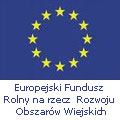 Europejski Fundusz
Rolny na rzecz Rozwoju
Obszarów Wiejskich